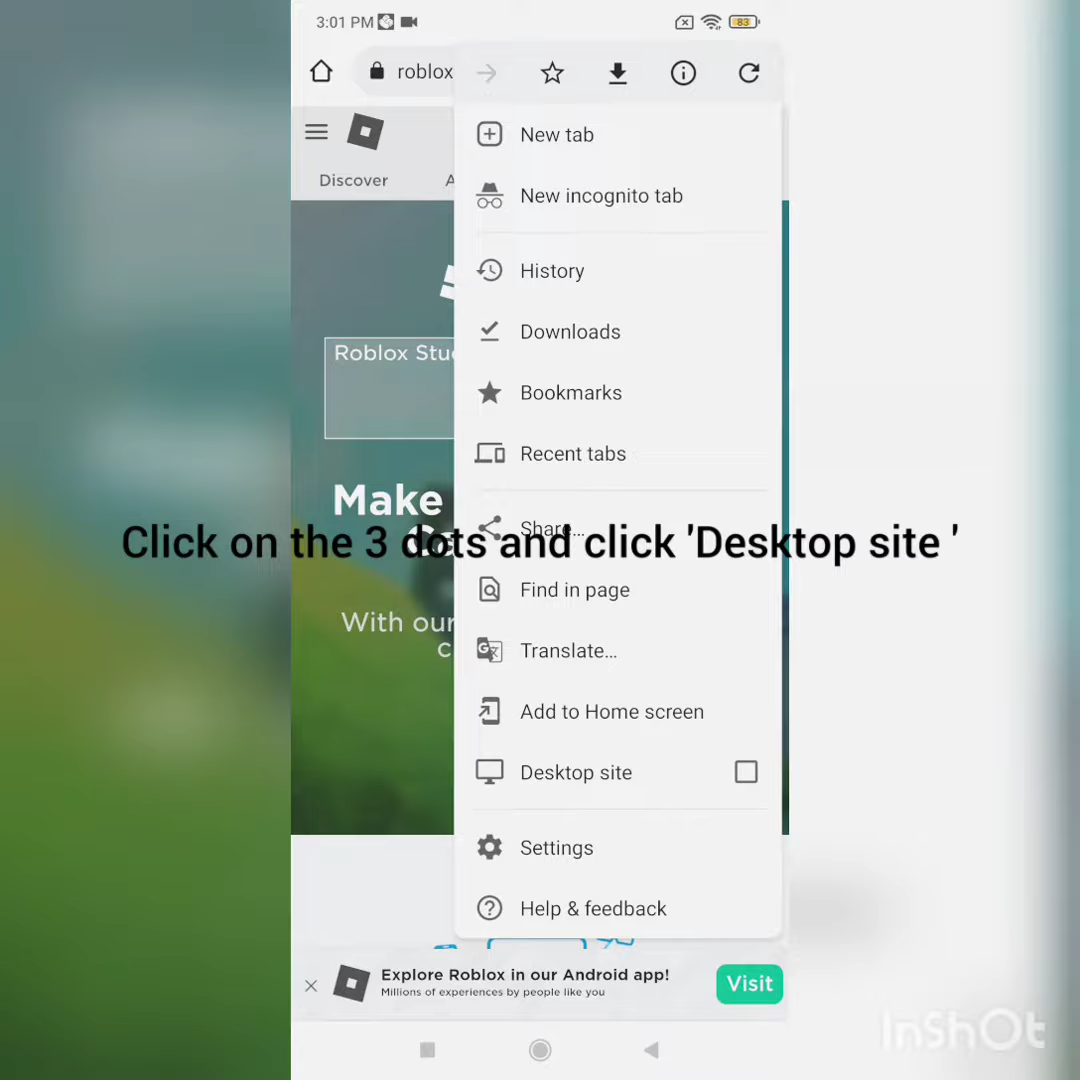 3:01 PM
83
roblox
New tab
New incognito tab
Discover
History
Downloads
Roblox Stu
Bookmarks
Recent tabs
Make
Share...
Click on the 3 dots and click 'Desktop site '
Find in page
With our
Translate...
Add to Home screen
Desktop site
Settings
Help & feedback
Explore Roblox in our Android app!
Millions of experiences by people like you
Visit
InShOt